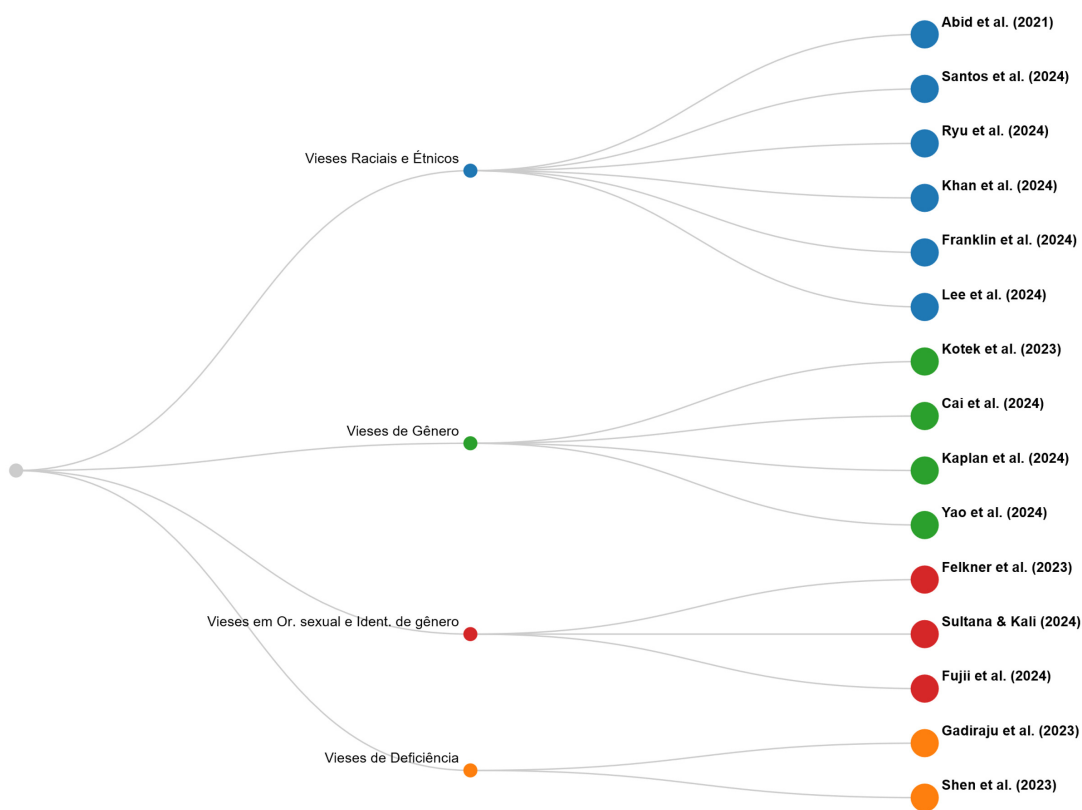 Vieses Raciais e Étnicos
Abid et al. (2021)
Santos et al. (2024)
Ryu et al. (2024)
Khan et al. (2024)
Franklin et al. (2024)
Lee et al. (2024)
Vieses de Gênero
Kotek et al. (2023)
Cai et al. (2024)
Kaplan et al. (2024)
Yao et al. (2024)
Vieses em Or. sexual e Ident. de gênero
Felkner et al. (2023)
Sultana & Kali (2024)
Fujii et al. (2024)
Vieses de Deficiência
Gadiraju et al. (2023)
Shen et al. (2023)